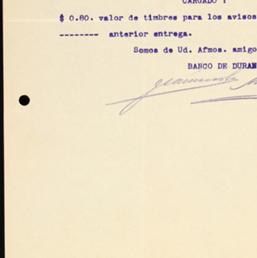 CARGADO :
$ 0.80. valor de timbres para los avisos
-------- anterior entrega.
Somos de Ud. Afmos. amigo
BANCO DE DURAN